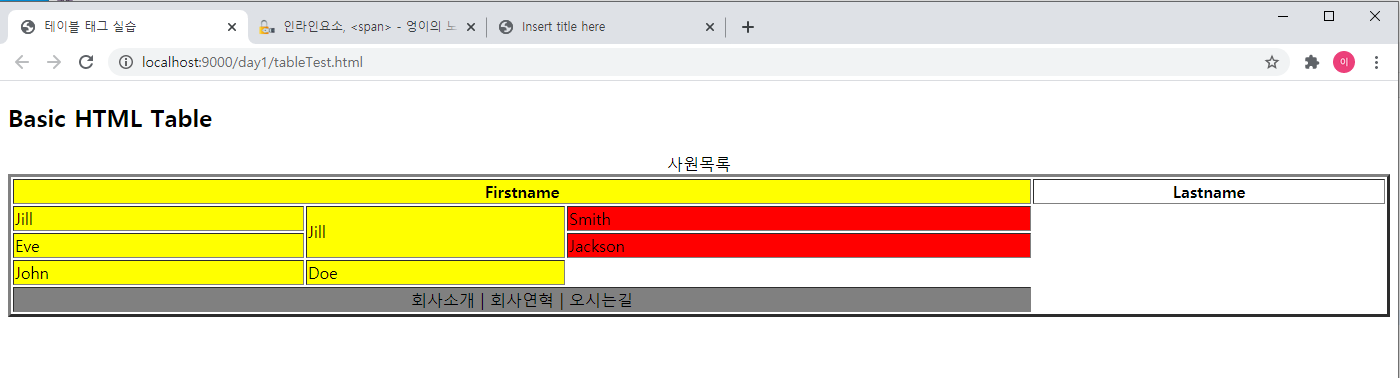 테이블 태그 실습
인라인요소, <span> - 엉이의 노
Insert title here
localhost:9000/day1/tableTest.html
이
Basic HTML Table
사원목록
Firstname Lastname
Jill Jill Smith
Eve Jackson
John Doe
회사소개 | 회사연혁 | 오시는길